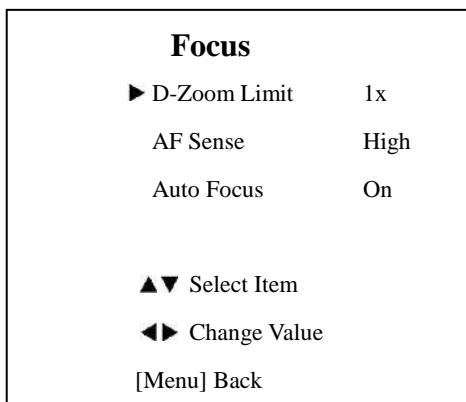 Focus
▶ D-Zoom Limit 1x
AF Sense High
Auto Focus On
▲▼ Select Item
◀▶ Change Value
[Menu] Back